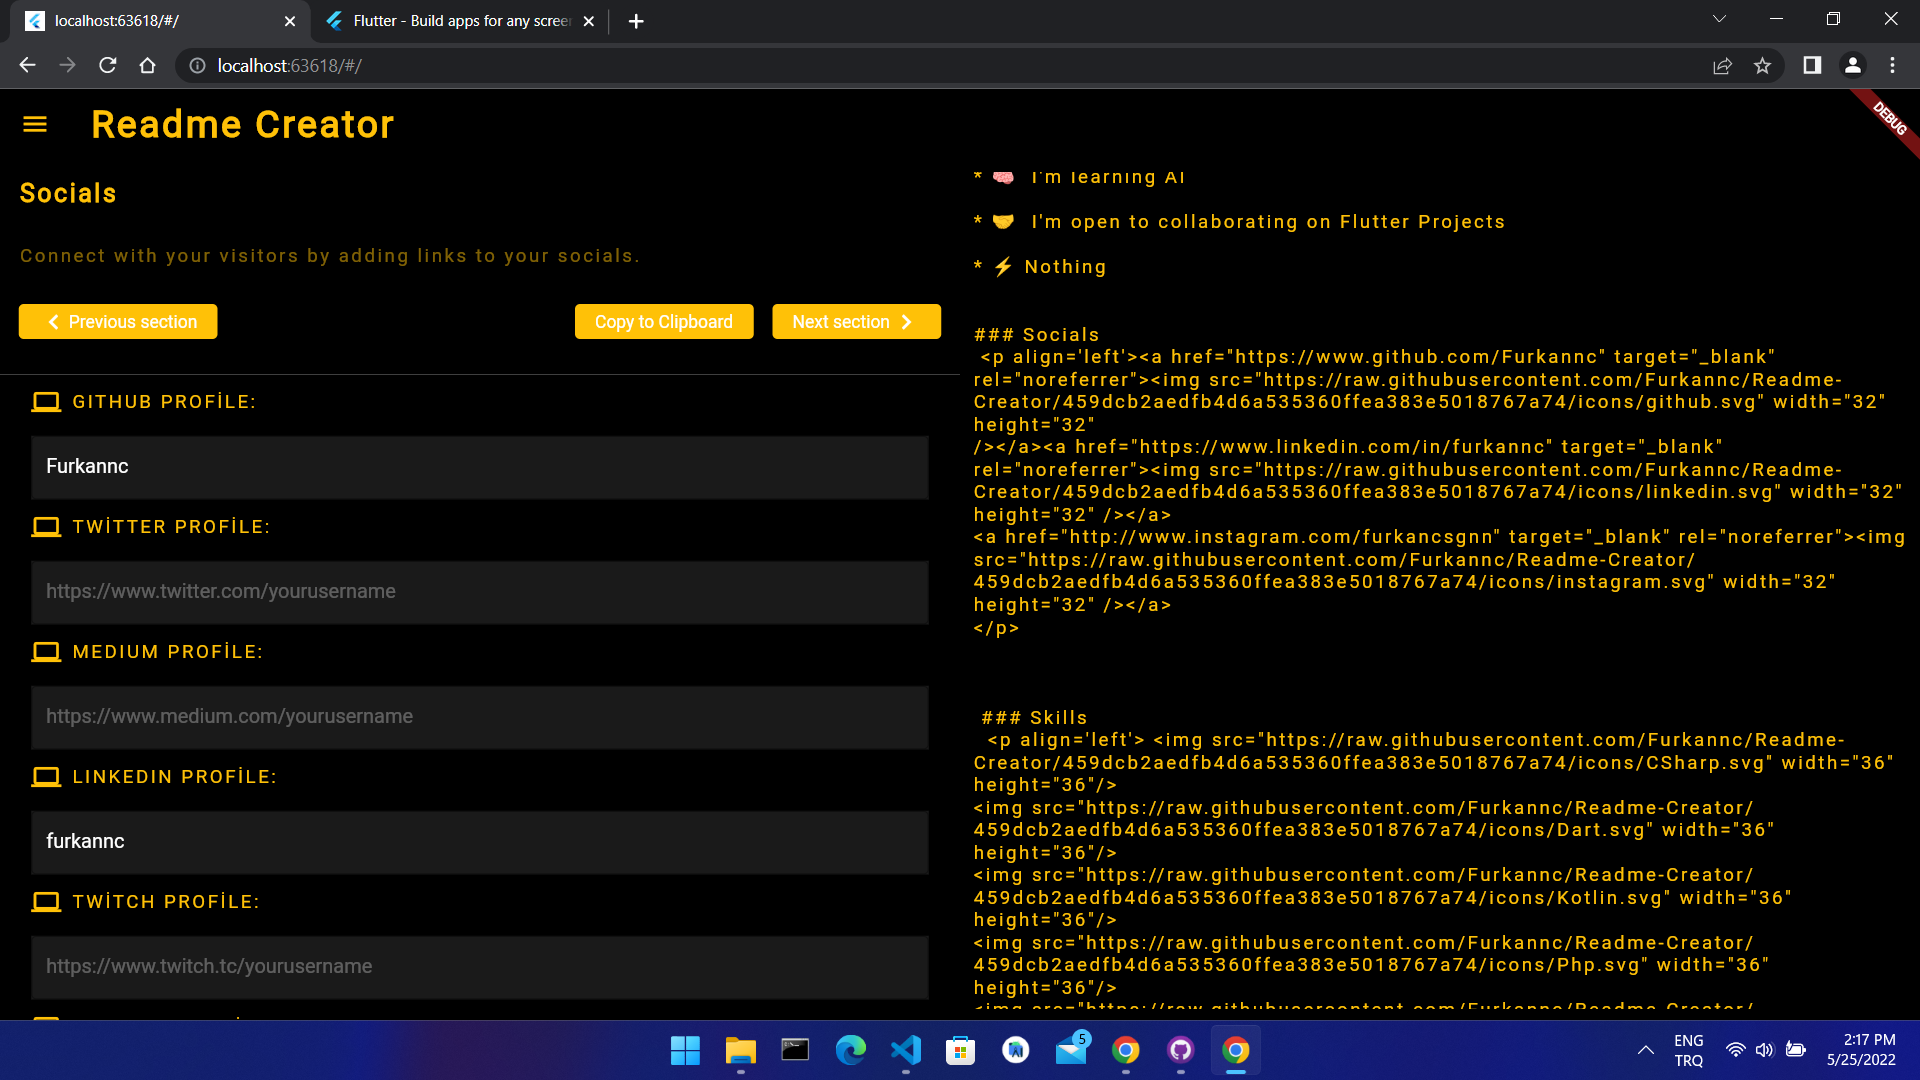 localhost:63618/#/
Flutter - Build apps for any screen
localhost:63618/#/
Readme Creator
DEBUG
Socials
Connect with your visitors by adding links to your socials.
Previous section
Copy to Clipboard
Next section
GITHUB PROFİLE:
Furkannc
TWİTTER PROFİLE:
https://www.twitter.com/yourusername
MEDIUM PROFİLE:
https://www.medium.com/yourusername
LINKEDIN PROFİLE:
furkannc
TWİTCH PROFİLE:
https://www.twitch.tc/yourusername
* 🧠 I'm learning AI
* 🤝 I'm open to collaborating on Flutter Projects
* ⚡ Nothing
### Socials
<p align='left'><a href="https://www.github.com/Furkannc" target="_blank"
rel="noreferrer"><img src="https://raw.githubusercontent.com/Furkannc/Readme-
Creator/459dcb2aedfb4d6a535360ffea383e5018767a74/icons/github.svg" width="32"
height="32"
/></a><a href="https://www.linkedin.com/in/furkannc" target="_blank"
rel="noreferrer"><img src="https://raw.githubusercontent.com/Furkannc/Readme-
Creator/459dcb2aedfb4d6a535360ffea383e5018767a74/icons/linkedin.svg" width="32"
height="32" /></a>
<a href="http://www.instagram.com/furkancsgnn" target="_blank" rel="noreferrer"><img
src="https://raw.githubusercontent.com/Furkannc/Readme-Creator/
459dcb2aedfb4d6a535360ffea383e5018767a74/icons/instagram.svg" width="32"
height="32" /></a>
</p>
### Skills
<p align='left'> <img src="https://raw.githubusercontent.com/Furkannc/Readme-
Creator/459dcb2aedfb4d6a535360ffea383e5018767a74/icons/CSharp.svg" width="36"
height="36"/>
<img src="https://raw.githubusercontent.com/Furkannc/Readme-Creator/
459dcb2aedfb4d6a535360ffea383e5018767a74/icons/Dart.svg" width="36"
height="36"/>
<img src="https://raw.githubusercontent.com/Furkannc/Readme-Creator/
459dcb2aedfb4d6a535360ffea383e5018767a74/icons/Kotlin.svg" width="36"
height="36"/>
<img src="https://raw.githubusercontent.com/Furkannc/Readme-Creator/
459dcb2aedfb4d6a535360ffea383e5018767a74/icons/Php.svg" width="36"
height="36"/>
<img src="https://raw.githubusercontent.com/Furkannc/Readme-Creator/
5
ENG
TRQ
2:17 PM
5/25/2022